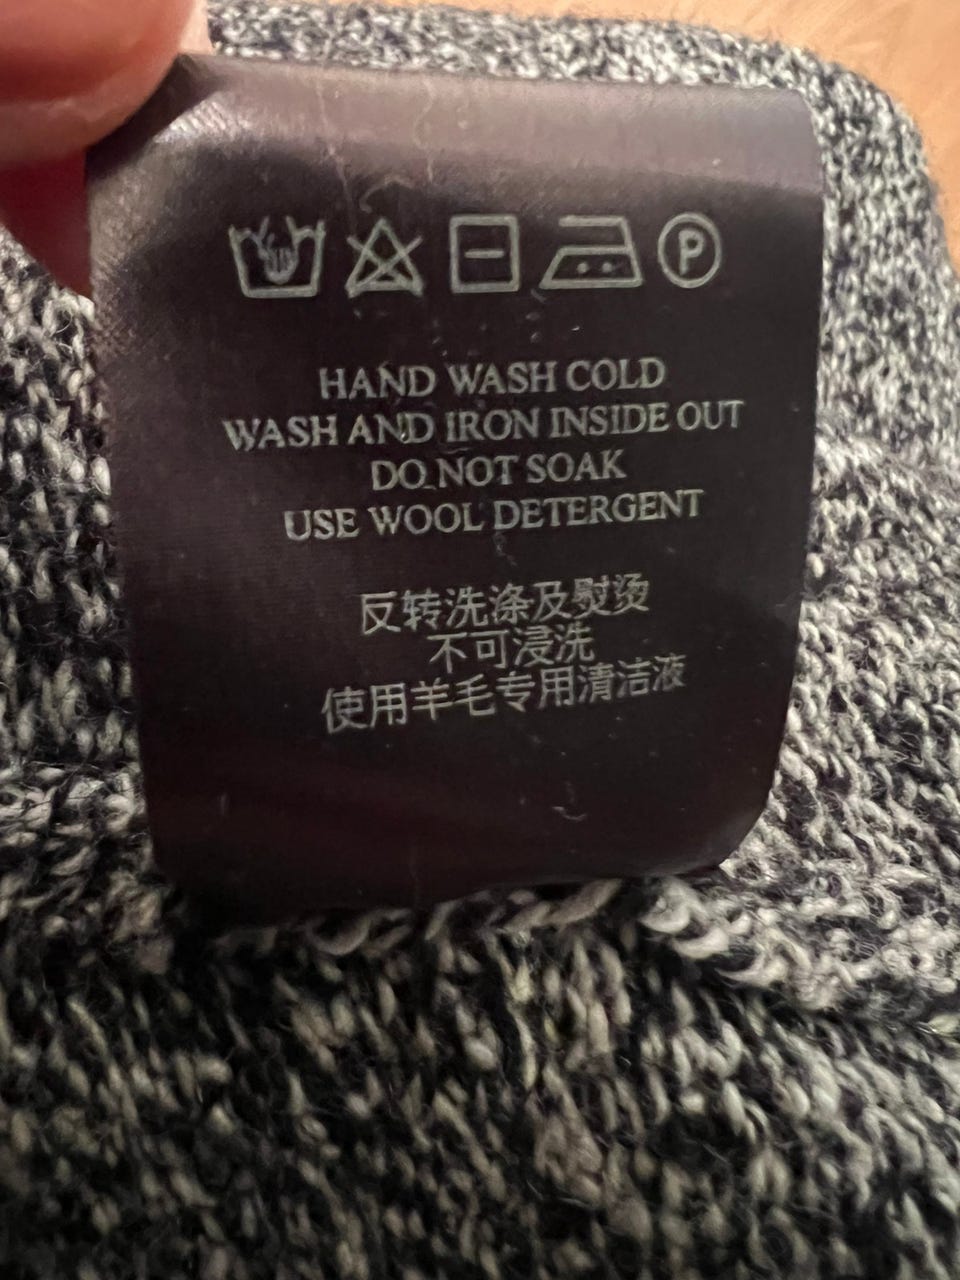 P
HAND WASH COLD
WASH AND IRON INSIDE OUT
DO NOT SOAK
USE WOOL DETERGENT
反转洗涤及熨烫
不可浸洗
使用羊毛专用清洁液